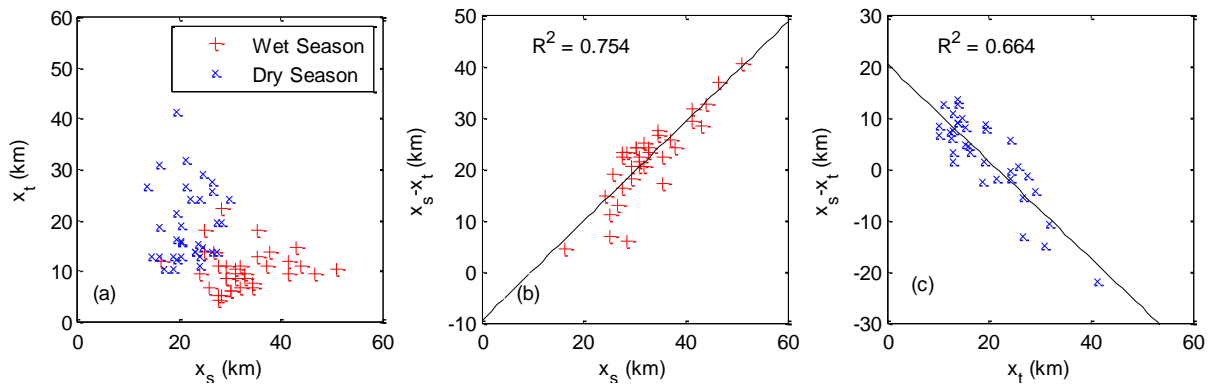 60
50
40
30
20
10
0
0 20 40 60
x_t (km)
x_s (km)
Wet Season
Dry Season
(a)
50
40
30
20
10
0
-10
0 20 40 60
x_s-x_t (km)
x_s (km)
R^2 = 0.754
(b)
30
20
10
0
-10
-20
-30
0 20 40 60
x_s-x_t (km)
x_t (km)
R^2 = 0.664
(c)